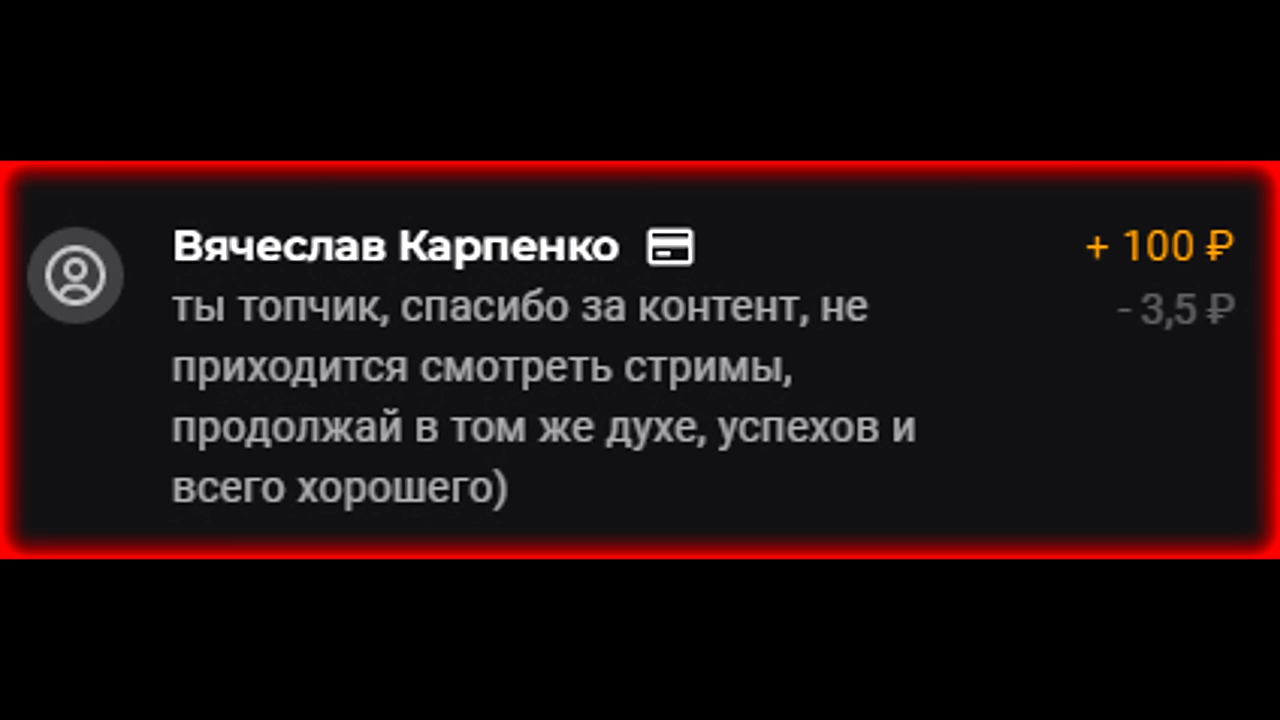 Вячеслав Карпенко + 100 ₽
ты топчик, спасибо за контент, не - 3,5 ₽
приходится смотреть стримы,
продолжай в том же духе, успехов и
всего хорошего)